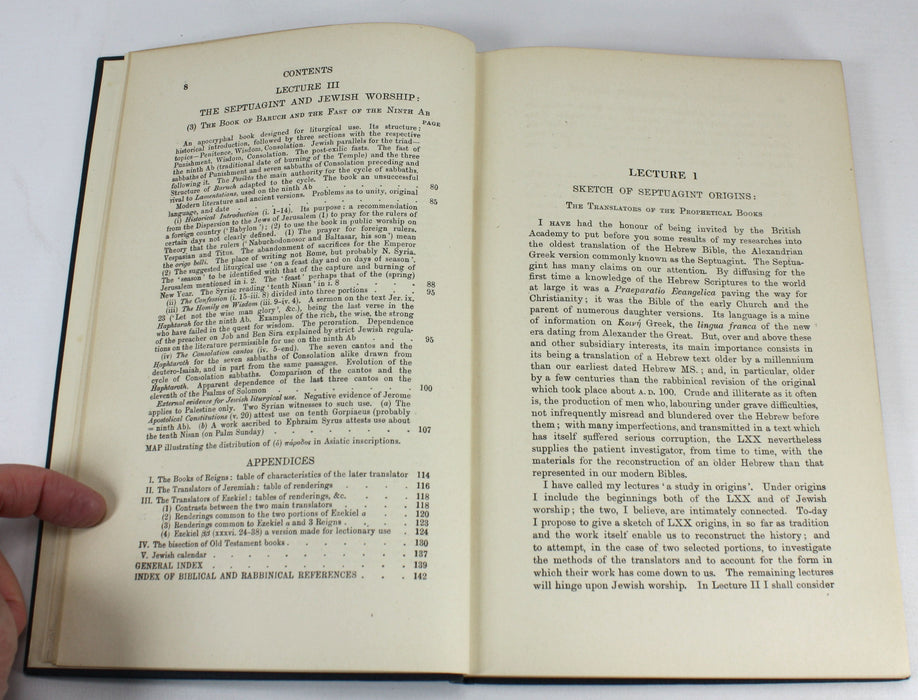 8
CONTENTS
LECTURE III
THE SEPTUAGINT AND JEWISH WORSHIP:
(3) THE BOOK OF BARUCH AND THE FAST OF THE NINTH AB
PAGE
An apocryphal book designed for liturgical use. Its structure:
historical introduction, followed by three sections with the respective
topics—Penitence, Wisdom, Consolation. Jewish parallels for the triad—
Punishment, Wisdom, Consolation. The post-exilic fasts. The fast of
the ninth Ab (traditional date of burning of the Temple) and the three
sabbaths of Punishment and seven sabbaths of Consolation preceding and
following it. The Pesiktas the main authority for the cycle of sabbaths.
Structure of Baruch adapted to the cycle. The book an unsuccessful
rival to Lamentations, used on the ninth Ab 80
Modern literature and ancient versions. Problems as to unity, original
language, and date 85
(i) Historical Introduction (i. 1–14). Its purpose: a recommendation
from the Dispersion to the Jews of Jerusalem (1) to pray for the rulers of
a foreign country ('Babylon'); (2) to use the book in public worship on
certain days not clearly defined. (1) The prayer for foreign rulers.
Theory that the rulers ('Nabuchodonosor and Baltasar, his son') mean
Vespasian and Titus. The abandonment of sacrifices for the Emperor
the origo belli. The place of writing not Rome, but probably N. Syria.
(2) The suggested liturgical use 'on a feast day and on days of season'.
The 'season' to be identified with that of the capture and burning of
Jerusalem mentioned in i. 2. The 'feast' perhaps that of the (spring)
New Year. The Syriac reading 'tenth Nisan' in i. 8 88
(ii) The Confession (i. 15–iii. 8) divided into three portions 95
(iii) The Homily on Wisdom (iii. 9–iv. 4). A sermon on the text Jer. ix.
23 ('Let not the wise man glory', &c.), being the last verse in the
Haphtarah for the ninth Ab. Examples of the rich, the wise, the strong
who have failed in the quest for wisdom. The peroration. Dependence
of the preacher on Job and Ben Sira explained by strict Jewish regula-
tions on the literature permissible for use on the ninth Ab 95
(iv) The Consolation cantos (iv. 5–end). The seven cantos and the
Haphtaroth for the seven sabbaths of Consolation alike drawn from
deutero-Isaiah, and in part from the same passages. Evolution of the
cycle of Consolation sabbaths. Comparison of the cantos and the
Haphtaroth. Apparent dependence of the last three cantos on the
eleventh of the Psalms of Solomon 100
External evidence for Jewish liturgical use. Negative evidence of Jerome
applies to Palestine only. Two Syrian witnesses to such use. (a) The
Apostolical Constitutions (v. 20) attest use on tenth Gorpiaeus (probably
= ninth Ab). (b) A work ascribed to Ephraim Syrus attests use about
the tenth Nisan (on Palm Sunday) 107
MAP illustrating the distribution of (ὁ) πάροδος in Asiatic inscriptions.
APPENDICES
I. The Books of Reigns: table of characteristics of the later translator 114
II. The Translators of Jeremiah: table of renderings 116
III. The Translators of Ezekiel: tables of renderings, &c. 118
(1) Contrasts between the two main translators 118
(2) Renderings common to the two portions of Ezekiel a 120
(3) Renderings common to Ezekiel a and 3 Reigns 123
(4) Ezekiel ββ (xxxvi. 24–38) a version made for lectionary use 124
IV. The bisection of Old Testament books 130
V. Jewish calendar 137
GENERAL INDEX 139
INDEX OF BIBLICAL AND RABBINICAL REFERENCES 142
LECTURE 1
SKETCH OF SEPTUAGINT ORIGINS:
THE TRANSLATORS OF THE PROPHETICAL BOOKS
I HAVE had the honour of being invited by the British
Academy to put before you some results of my researches into
the oldest translation of the Hebrew Bible, the Alexandrian
Greek version commonly known as the Septuagint. The Septua-
gint has many claims on our attention. By diffusing for the
first time a knowledge of the Hebrew Scriptures to the world
at large it was a Praeparatio Evangelica paving the way for
Christianity; it was the Bible of the early Church and the
parent of numerous daughter versions. Its language is a mine
of information on Κοινή Greek, the lingua franca of the new
era dating from Alexander the Great. But, over and above these
and other subsidiary interests, its main importance consists in
its being a translation of a Hebrew text older by a millennium
than our earliest dated Hebrew MS.; and, in particular, older
by a few centuries than the rabbinical revision of the original
which took place about A. D. 100. Crude and illiterate as it often
is, the production of men who, labouring under grave difficulties,
not infrequently misread and blundered over the Hebrew before
them; with many imperfections, and transmitted in a text which
has itself suffered serious corruption, the LXX nevertheless
supplies the patient investigator, from time to time, with the
materials for the reconstruction of an older Hebrew than that
represented in our modern Bibles.
I have called my lectures 'a study in origins'. Under origins
I include the beginnings both of the LXX and of Jewish
worship; the two, I believe, are intimately connected. To-day
I propose to give a sketch of LXX origins, in so far as tradition
and the work itself enable us to reconstruct the history; and
to attempt, in the case of two selected portions, to investigate
the methods of the translators and to account for the form in
which their work has come down to us. The remaining lectures
will hinge upon Jewish worship. In Lecture II I shall consider